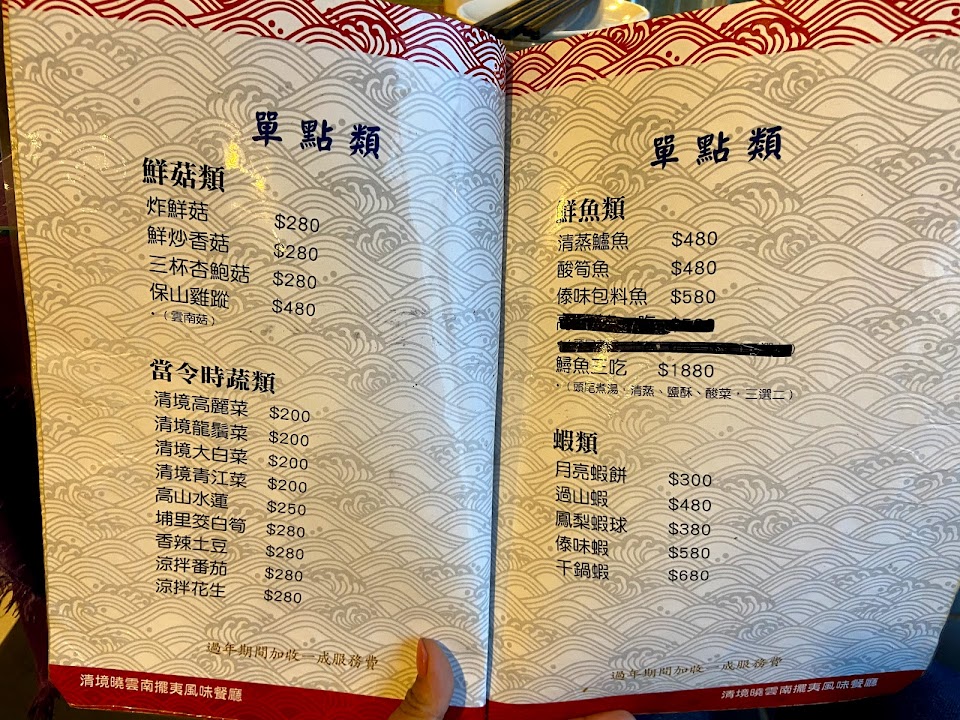 單點類
鮮菇類
炸鮮菇 $280
鮮炒香菇 $280
三杯杏鮑菇 $280
保山雞蹤 $480
·（雲南菇）
當令時蔬類
清境高麗菜 $200
清境龍鬚菜 $200
清境大白菜 $200
清境青江菜 $200
高山水蓮 $250
埔里筊白筍 $280
香辣土豆 $280
涼拌番茄 $280
涼拌花生 $280
過年期間加收一成服務費
清境曉雲南擺夷風味餐廳
單點類
鮮魚類
清蒸鱸魚 $480
酸筍魚 $480
傣味包料魚 $580
鱘魚三吃 $1880
·（頭尾煮湯、清蒸、鹽酥、酸菜·三選二）
蝦類
月亮蝦餅 $300
過山蝦 $480
鳳梨蝦球 $380
傣味蝦 $580
干鍋蝦 $680
過年期間加收一成服務費
清境曉雲南擺夷風味餐廳